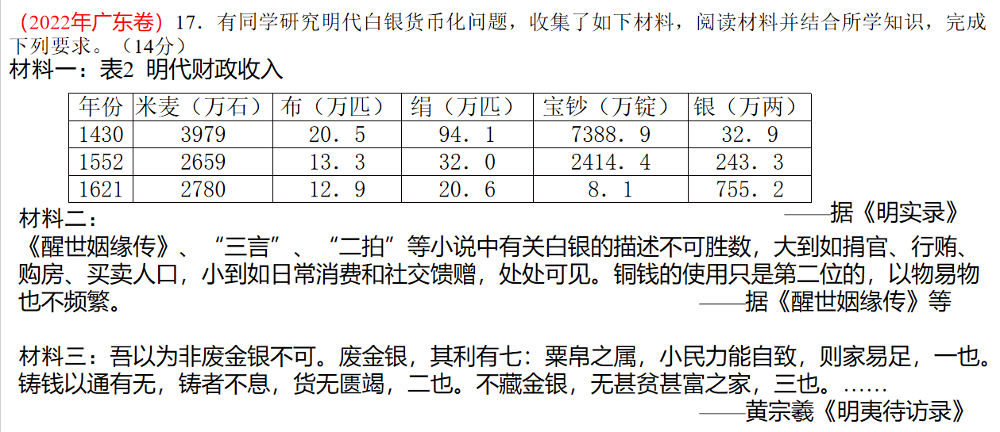 （2022年广东卷）17．有同学研究明代白银货币化问题，收集了如下材料，阅读材料并结合所学知识，完成
下列要求。（14分）
材料一：表2 明代财政收入
年份 米麦（万石） 布（万匹） 绢（万匹） 宝钞（万锭） 银（万两）
1430 3979 20．5 94．1 7388．9 32．9
1552 2659 13．3 32．0 2414．4 243．3
1621 2780 12．9 20．6 8．1 755．2
——据《明实录》
材料二：
《醒世姻缘传》、“三言”、“二拍”等小说中有关白银的描述不可胜数，大到如捐官、行贿、
购房、买卖人口，小到如日常消费和社交馈赠，处处可见。铜钱的使用只是第二位的，以物易物
也不频繁。
——据《醒世姻缘传》等
材料三：吾以为非废金银不可。废金银，其利有七：粟帛之属，小民力能自致，则家易足，一也。
铸钱以通有无，铸者不息，货无匮竭，二也。不藏金银，无甚贫甚富之家，三也。……
——黄宗羲《明夷待访录》